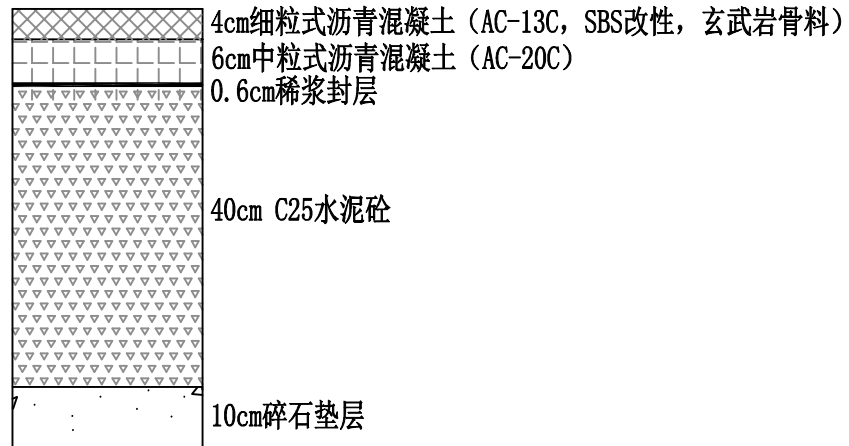 4cm细粒式沥青混凝土（AC-13C，SBS改性，玄武岩骨料）
6cm中粒式沥青混凝土（AC-20C）
0.6cm稀浆封层
40cm C25水泥砼
10cm碎石垫层